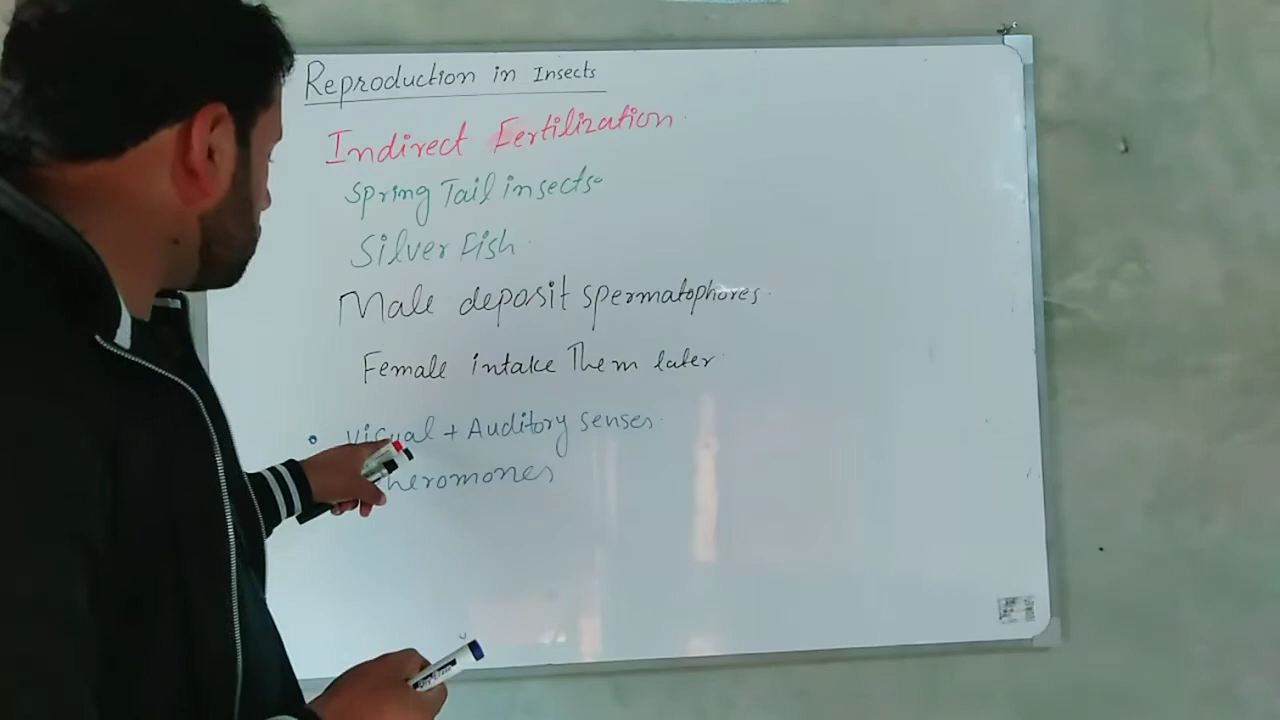 Reproduction in Insects
Indirect Fertilization
Spring Tail insects
Silver Fish
Male deposit spermatophores
Female intake Them later
• Visual + Auditory senses
heromones